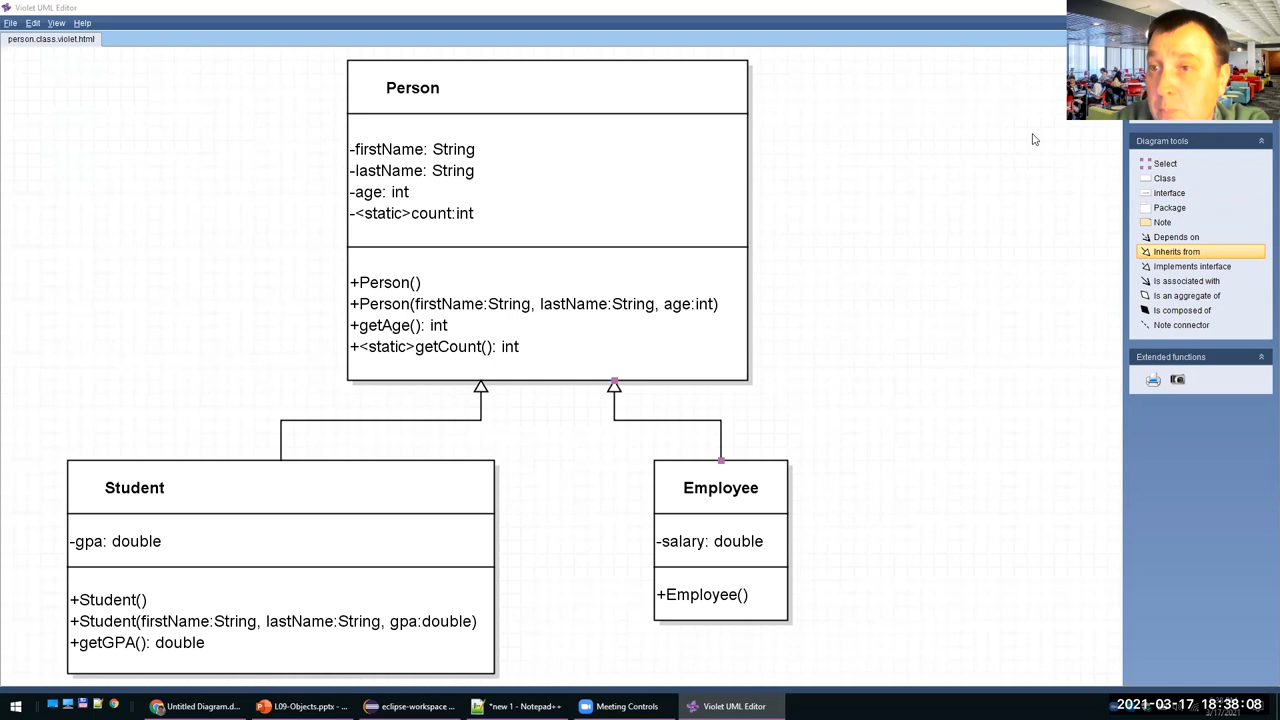 Violet UML Editor
File Edit View Help
person.class.violet.html
Person
-firstName: String
-lastName: String
-age: int
-<static>count:int
+Person()
+Person(firstName:String, lastName:String, age:int)
+getAge(): int
+<static>getCount(): int
Student
-gpa: double
+Student()
+Student(firstName:String, lastName:String, gpa:double)
+getGPA(): double
Employee
-salary: double
+Employee()
Diagram tools
Select
Class
Interface
Package
Note
Depends on
Inherits from
Implements interface
Is associated with
Is an aggregate of
Is composed of
Note connector
Extended functions
Untitled Diagram.d...
L09-Objects.pptx - ...
eclipse-workspace ...
*new 1 - Notepad++
Meeting Controls
Violet UML Editor
2021-03-17 18:38:08